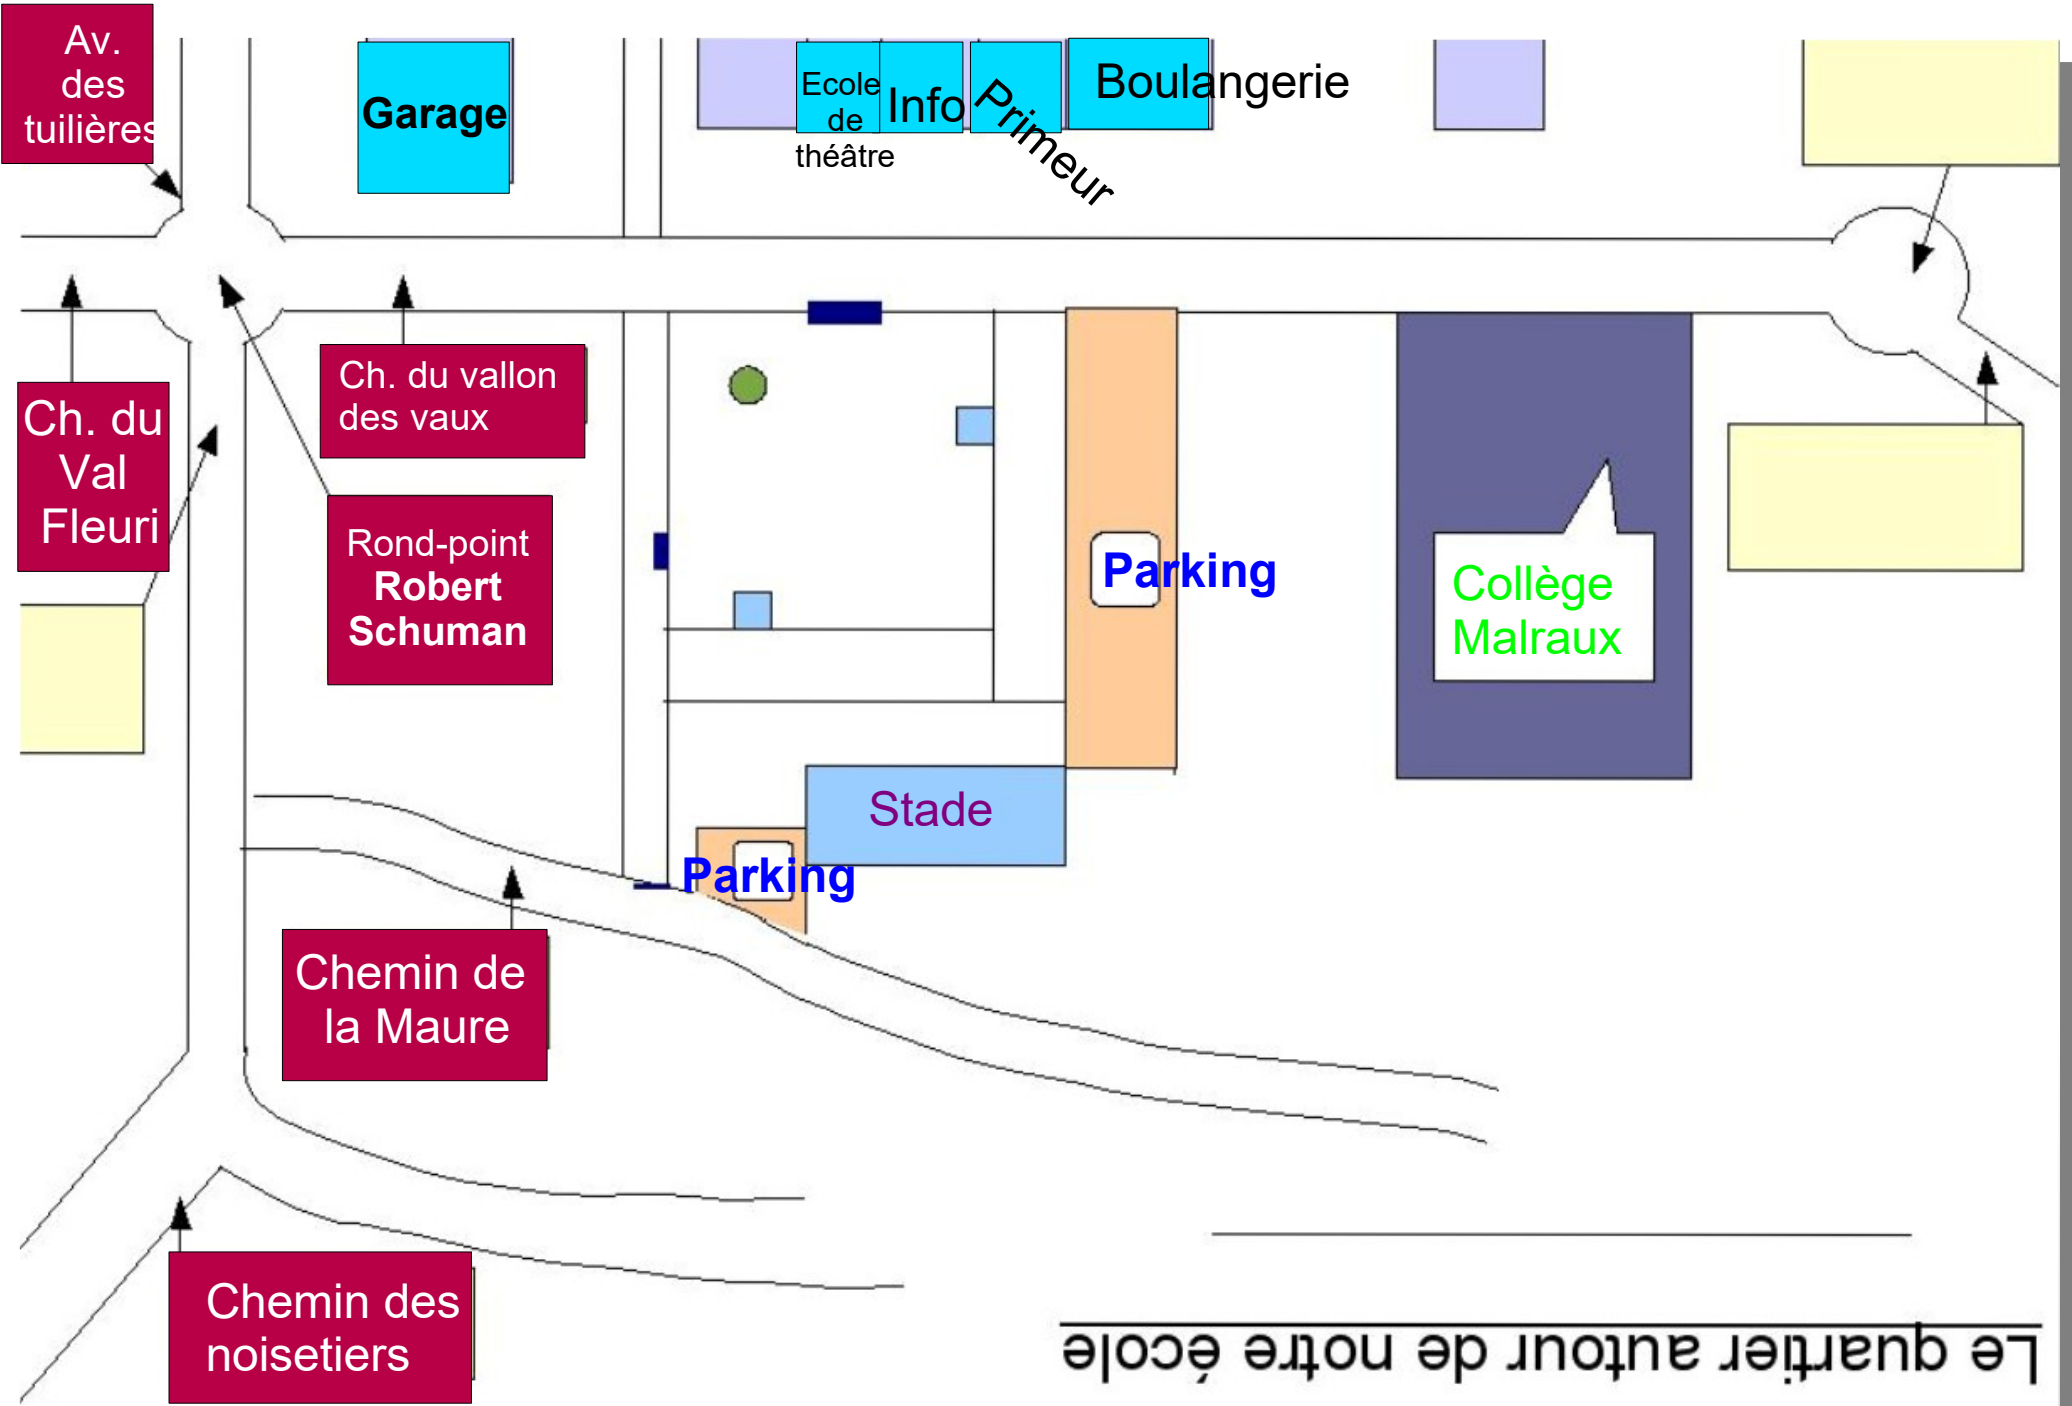 Av.
des
tuilières
Garage
Ecole
de
théâtre
Info
Primeur
Boulangerie
Ch. du
Val
Fleuri
Ch. du vallon
des vaux
Rond-point
Robert
Schuman
Parking
Collège
Malraux
Stade
Parking
Chemin de
la Maure
Chemin des
noisetiers
Le quartier autour de notre école